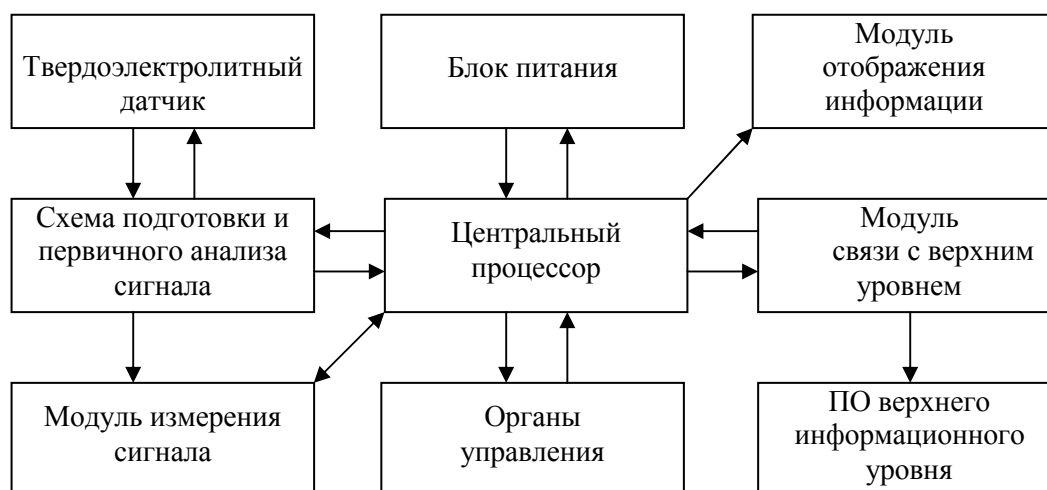 Твердоэлектролитный
датчик
Блок питания
Модуль
отображения
информации
Схема подготовки и
первичного анализа
сигнала
Центральный
процессор
Модуль
связи с верхним
уровнем
Модуль измерения
сигнала
Органы
управления
ПО верхнего
информационного
уровня